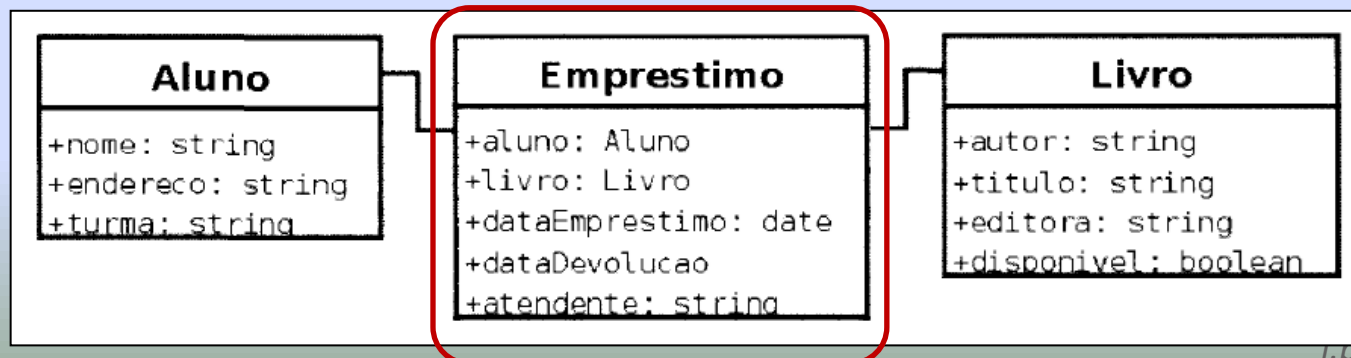 Aluno
+nome: string
+endereco: string
+turma: string
Emprestimo
+aluno: Aluno
+livro: Livro
+dataEmprestimo: date
+dataDevolucao
+atendente: string
Livro
+autor: string
+titulo: string
+editora: string
+disponivel: boolean